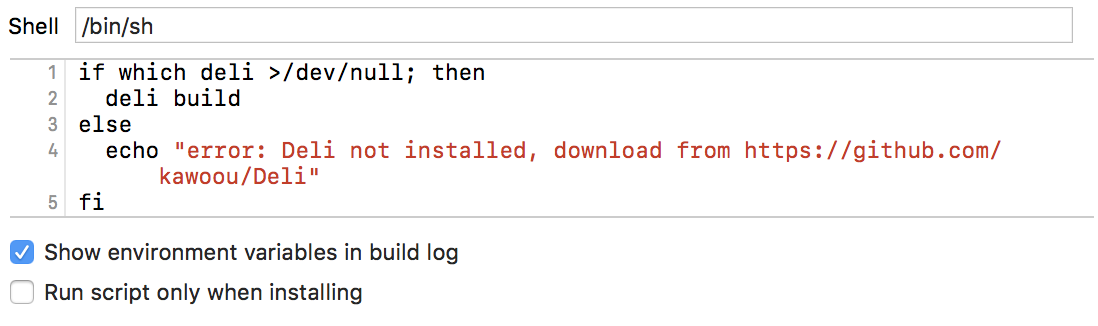 Shell /bin/sh
1 if which deli >/dev/null; then
2   deli build
3 else
4   echo "error: Deli not installed, download from https://github.com/
      kawoou/Deli"
5 fi
Show environment variables in build log
Run script only when installing